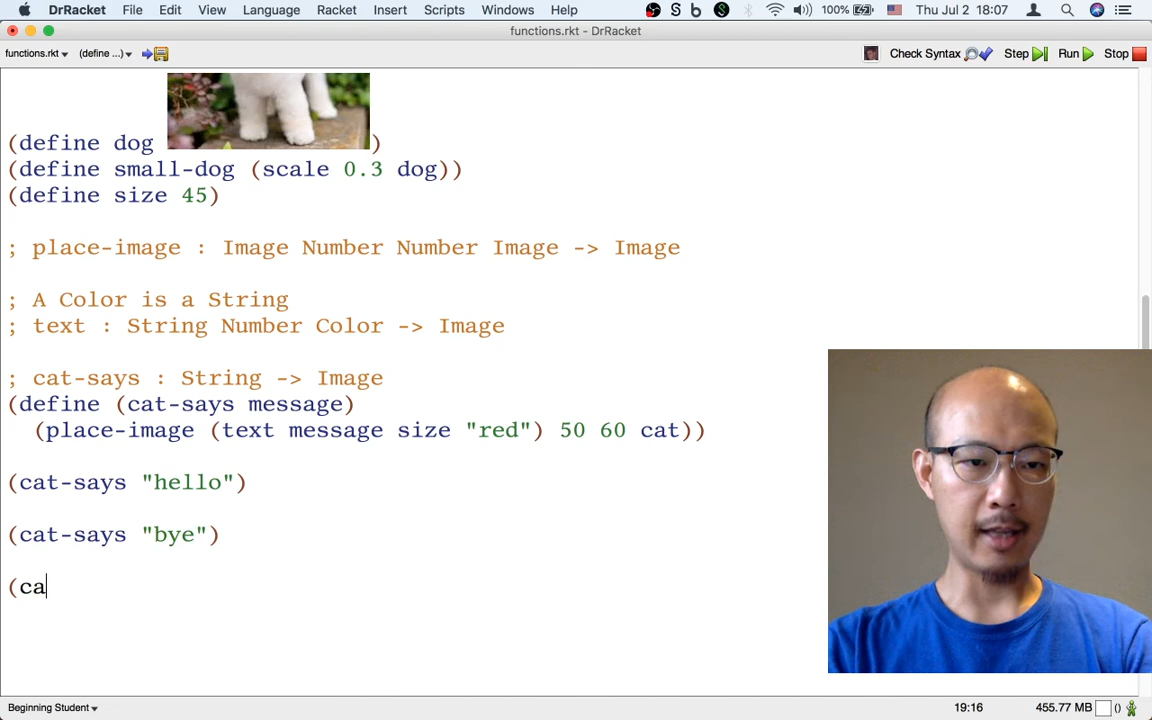 DrRacket File Edit View Language Racket Insert Scripts Windows Help 100% Thu Jul 2 18:07
functions.rkt - DrRacket
functions.rkt (define ...) Check Syntax Step Run Stop
(define dog )
(define small-dog (scale 0.3 dog))
(define size 45)
; place-image : Image Number Number Image -> Image
; A Color is a String
; text : String Number Color -> Image
; cat-says : String -> Image
(define (cat-says message)
(place-image (text message size "red") 50 60 cat))
(cat-says "hello")
(cat-says "bye")
(ca
Beginning Student 19:16 455.77 MB ()